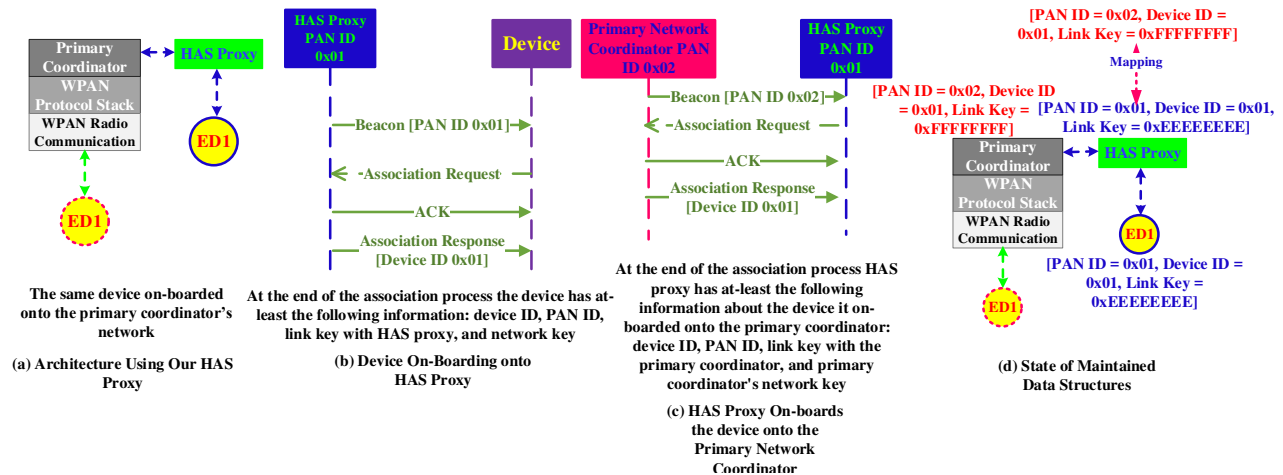 Primary
Coordinator
WPAN
Protocol Stack
WPAN Radio
Communication
HAS Proxy
ED1
ED1
The same device on-boarded
onto the primary coordinator's
network
(a) Architecture Using Our HAS
Proxy
HAS Proxy
PAN ID
0x01
Device
Beacon [PAN ID 0x01]
Association Request
ACK
Association Response
[Device ID 0x01]
At the end of the association process the device has at-
least the following information: device ID, PAN ID,
link key with HAS proxy, and network key
(b) Device On-Boarding onto
HAS Proxy
Primary Network
Coordinator PAN
ID 0x02
HAS Proxy
PAN ID
0x01
Beacon [PAN ID 0x02]
Association Request
ACK
Association Response
[Device ID 0x01]
At the end of the association process HAS
proxy has at-least the following
information about the device it on-
boarded onto the primary coordinator:
device ID, PAN ID, link key with the
primary coordinator, and primary
coordinator's network key
(c) HAS Proxy On-boards
the device onto the
Primary Network
Coordinator
[PAN ID = 0x02, Device ID =
0x01, Link Key = 0xFFFFFFFF]
Mapping
[PAN ID = 0x02, Device ID
= 0x01, Link Key =
0xFFFFFFFF]
[PAN ID = 0x01, Device ID = 0x01,
Link Key = 0xEEEEEEEE]
Primary
Coordinator
WPAN
Protocol Stack
WPAN Radio
Communication
HAS Proxy
ED1
[PAN ID = 0x01, Device ID =
0x01, Link Key =
0xEEEEEEEE]
ED1
(d) State of Maintained
Data Structures